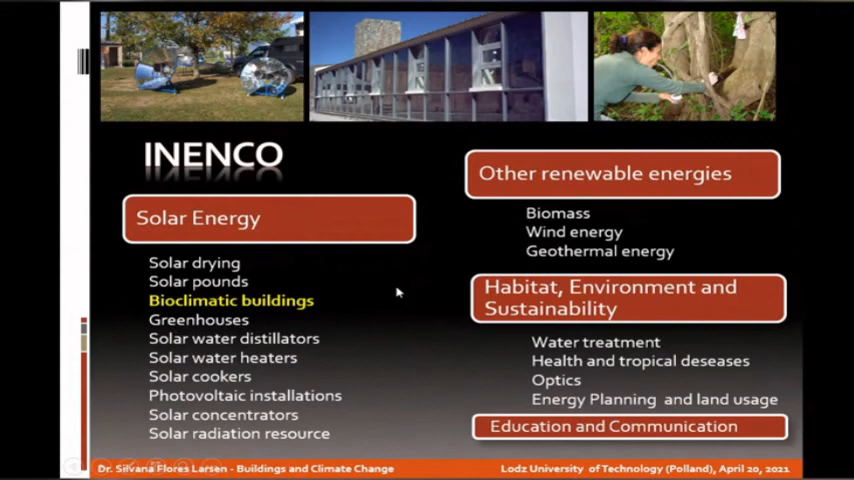 INENCO
Solar Energy
Solar drying
Solar pounds
Bioclimatic buildings
Greenhouses
Solar water distillators
Solar water heaters
Solar cookers
Photovoltaic installations
Solar concentrators
Solar radiation resource
Other renewable energies
Biomass
Wind energy
Geothermal energy
Habitat, Environment and
Sustainability
Water treatment
Health and tropical deseases
Optics
Energy Planning and land usage
Education and Communication
Dr. Silvana Flores Larsen - Buildings and Climate Change
Lodz University of Technology (Polland), April 20, 2021